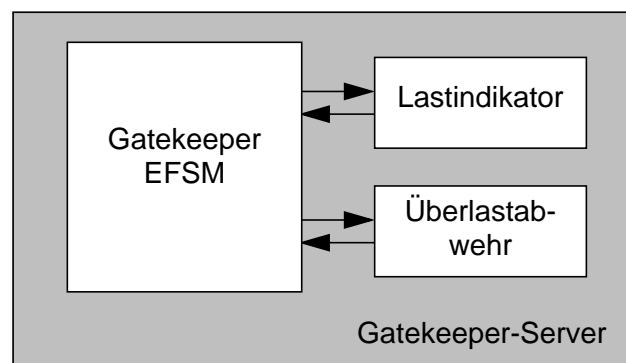 Gatekeeper
EFSM
Lastindikator
Überlastab-
wehr
Gatekeeper-Server